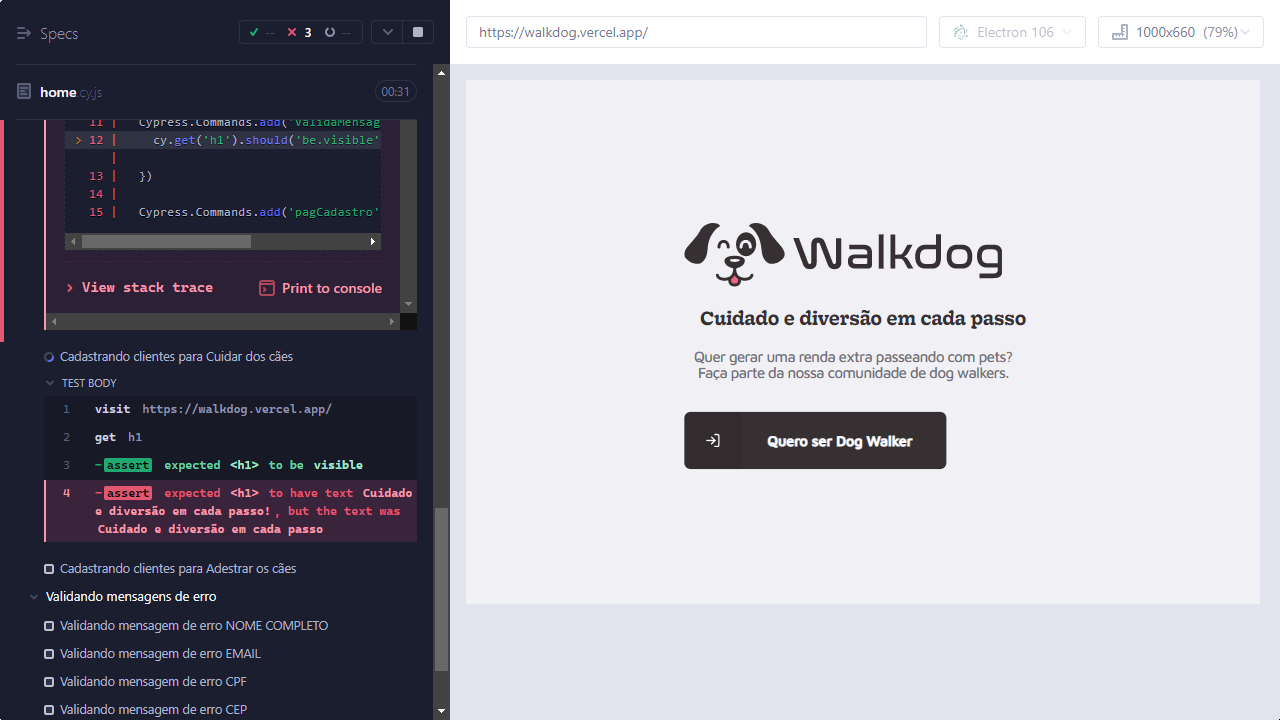 Specs
-- 3 --
home.cy.js
00:31
11 | Cypress.Commands.add('ValidaMensag
> 12 | cy.get('h1').should('be.visible'
|
13 | })
14 |
15 | Cypress.Commands.add('pagCadastro'
> View stack trace
Print to console
Cadastrando clientes para Cuidar dos cães
TEST BODY
1 visit https://walkdog.vercel.app/
2 get h1
3 -assert expected <h1> to be visible
4 -assert expected <h1> to have text Cuidado
e diversão em cada passo!, but the text was
Cuidado e diversão em cada passo
Cadastrando clientes para Adestrar os cães
Validando mensagens de erro
Validando mensagem de erro NOME COMPLETO
Validando mensagem de erro EMAIL
Validando mensagem de erro CPF
Validando mensagem de erro CEP
https://walkdog.vercel.app/
Electron 106
1000x660 (79%)
Walkdog
Cuidado e diversão em cada passo
Quer gerar uma renda extra passeando com pets?
Faça parte da nossa comunidade de dog walkers.
Quero ser Dog Walker